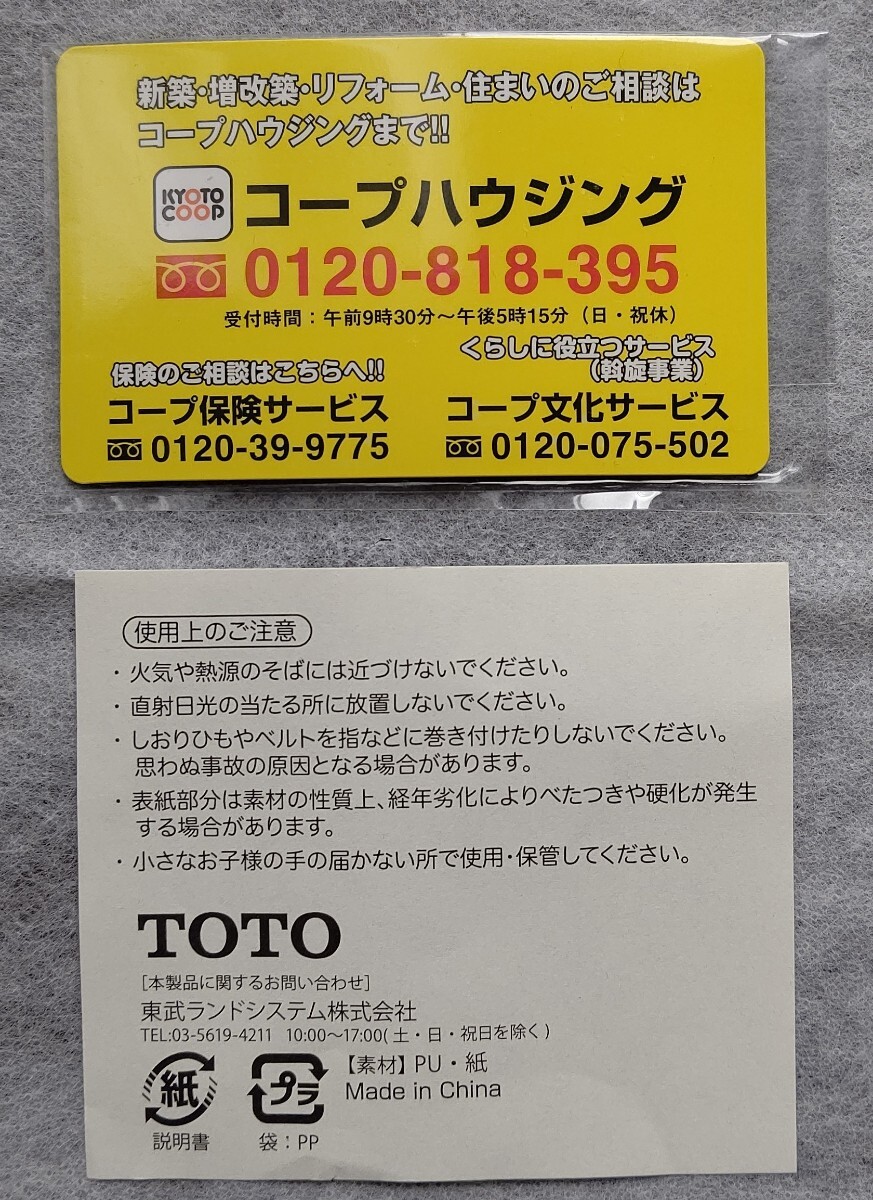 新築・増改築・リフォーム・住まいのご相談は
コープハウジングまで!!
KYOTO
COOP
コープハウジング
0120-818-395
受付時間：午前9時30分～午後5時15分（日・祝休）
保険のご相談はこちらへ!!
コープ保険サービス
0120-39-9775
くらしに役立つサービス
（斡旋事業）
コープ文化サービス
0120-075-502
使用上のご注意
・火気や熱源のそばには近づけないでください。
・直射日光の当たる所に放置しないでください。
・しおりひもやベルトを指などに巻き付けたりしないでください。
思わぬ事故の原因となる場合があります。
・表紙部分は素材の性質上、経年劣化によりべたつきや硬化が発生
する場合があります。
・小さなお子様の手の届かない所で使用・保管してください。
TOTO
［本製品に関するお問い合わせ］
東武ランドシステム株式会社
TEL:03-5619-4211 10:00～17:00(土・日・祝日を除く)
紙
説明書
プラ
袋：PP
【素材】PU・紙
Made in China